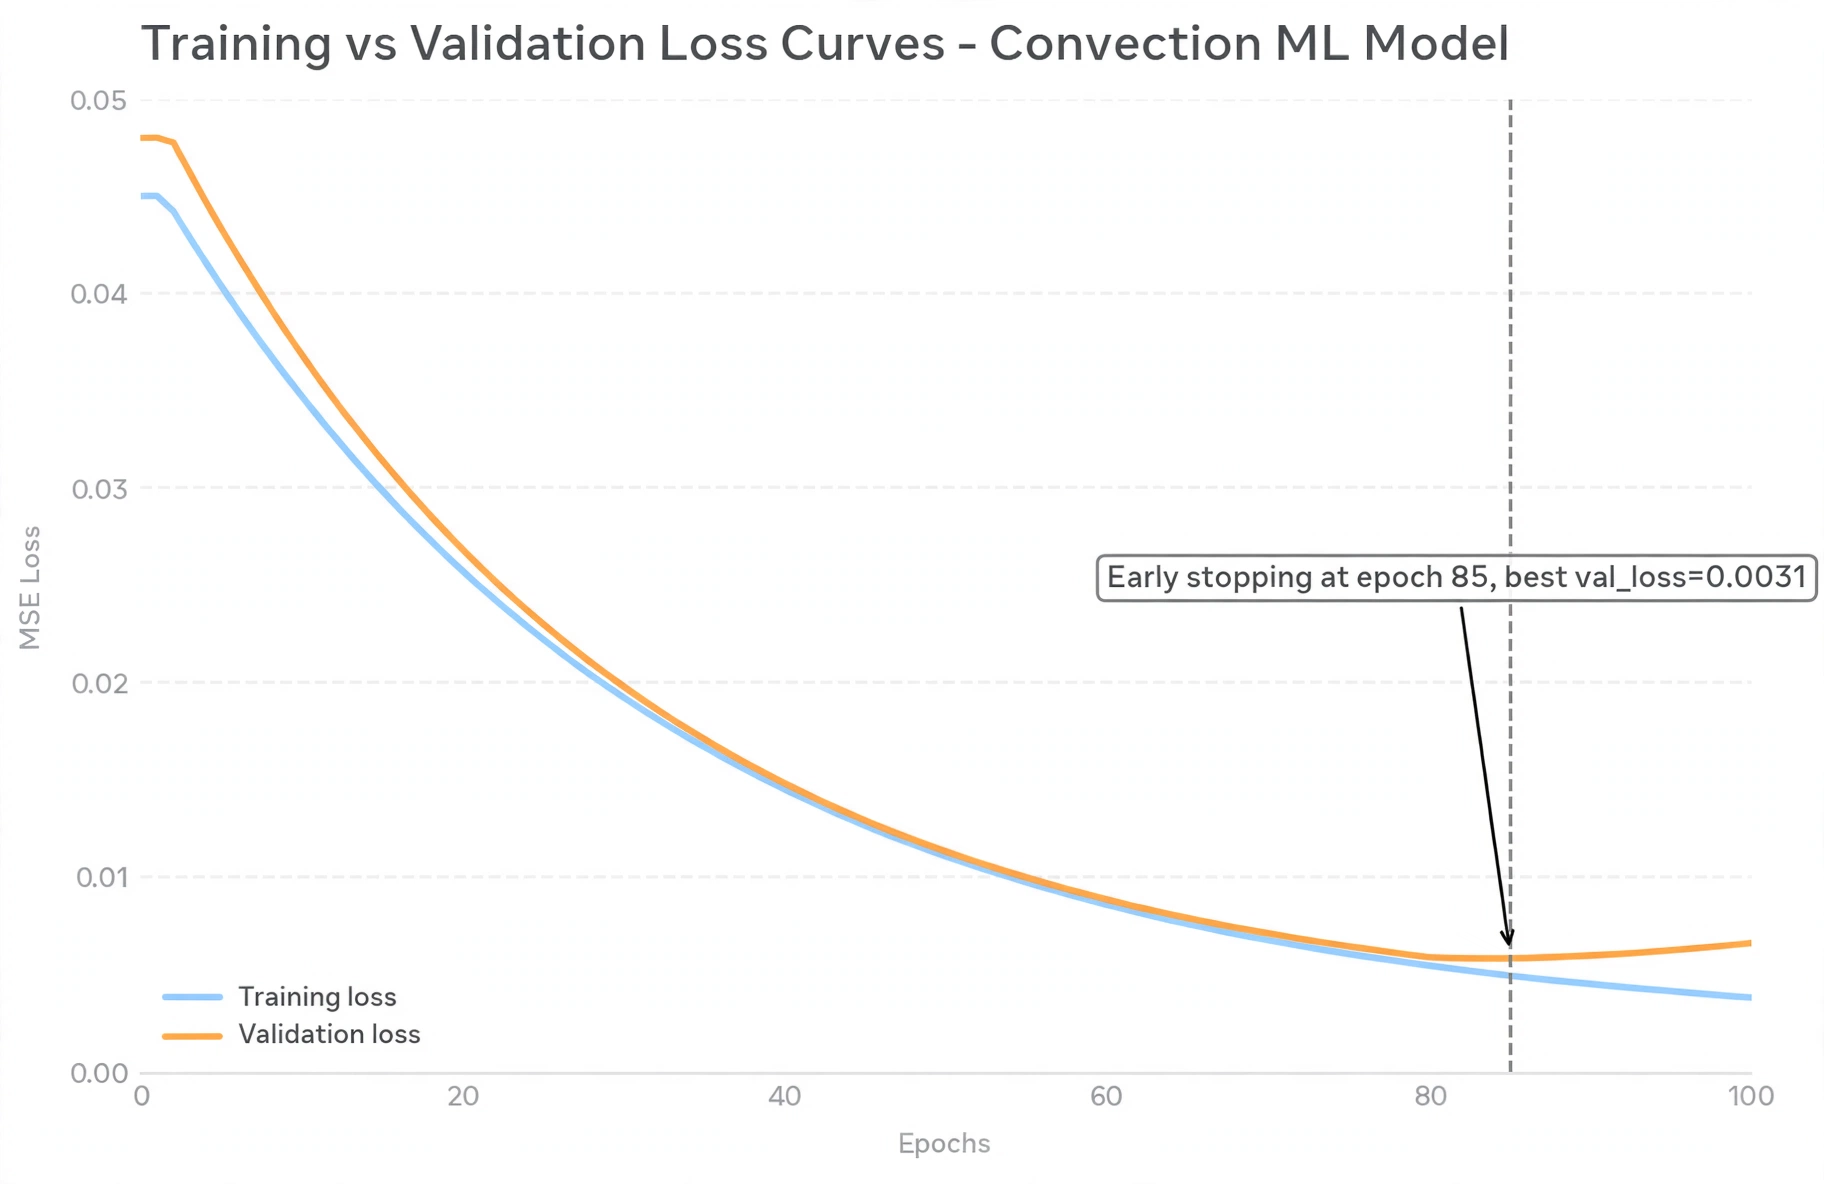 Training vs Validation Loss Curves - Convection ML Model
MSE Loss
0.05
0.04
0.03
0.02
0.01
0.00
Early stopping at epoch 85, best val_loss=0.0031
Training loss
Validation loss
0 20 40 60 80 100
Epochs